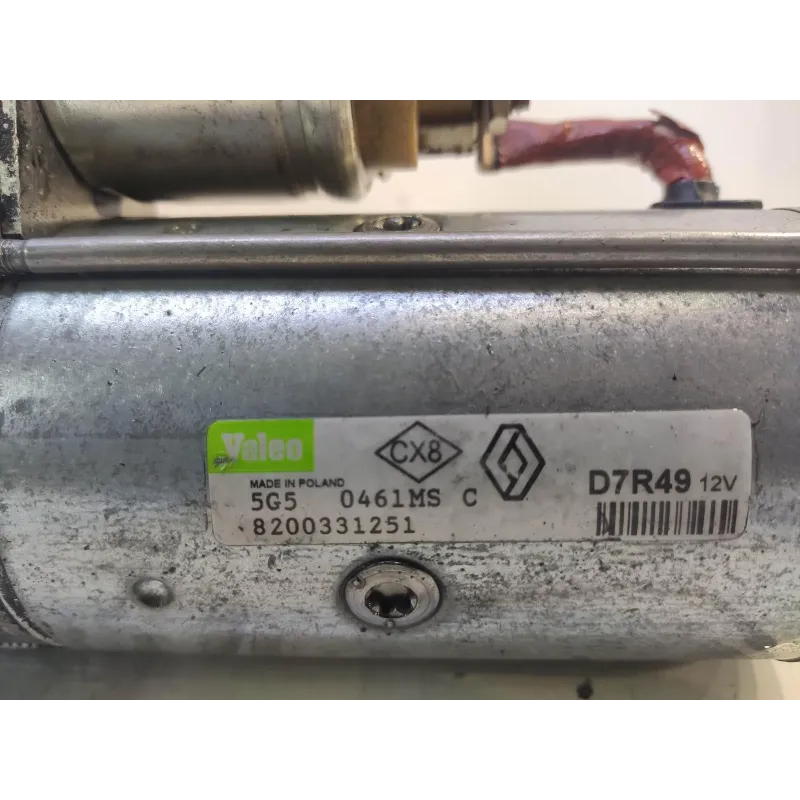 Valeo
CX8
MADE IN POLAND
D7R49 12V
5G5 0461MS C
8200331251